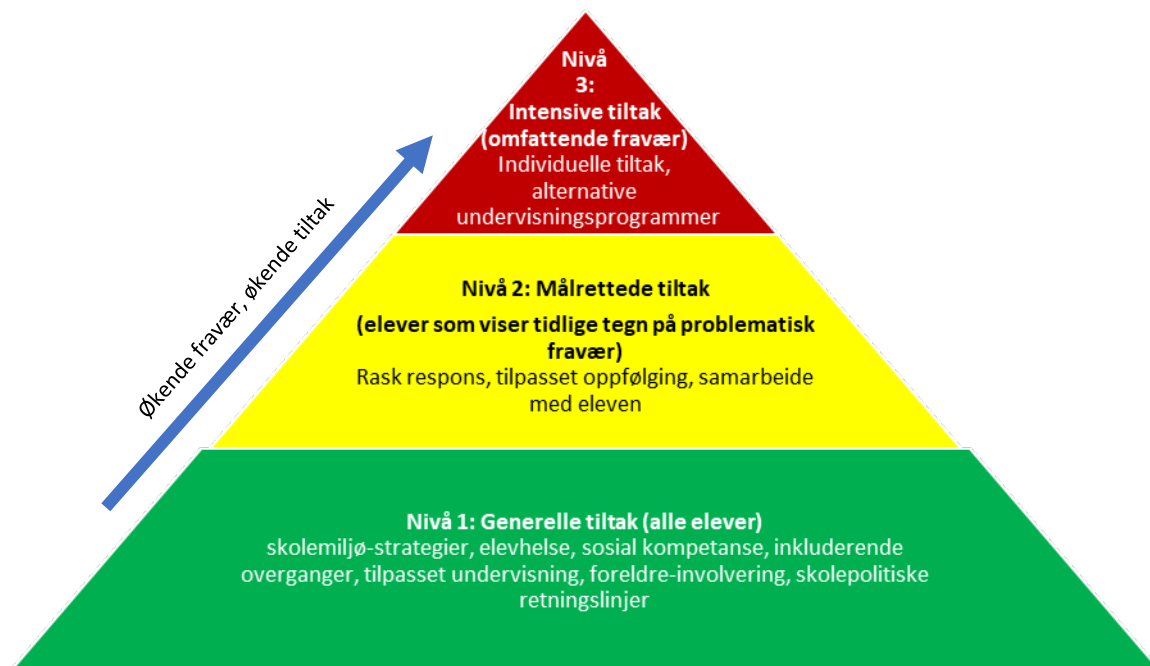 Nivå
3:
Intensive tiltak
(omfattende fravær)
Individuelle tiltak,
alternative
undervisningsprogrammer
Økende fravær, økende tiltak
Nivå 2: Målrettede tiltak
(elever som viser tidlige tegn på problematisk
fravær)
Rask respons, tilpasset oppfølging, samarbeide
med eleven
Nivå 1: Generelle tiltak (alle elever)
skolemiljø-strategier, elevhelse, sosial kompetanse, inkluderende
overganger, tilpasset undervisning, foreldre-involvering, skolepolitiske
retningslinjer